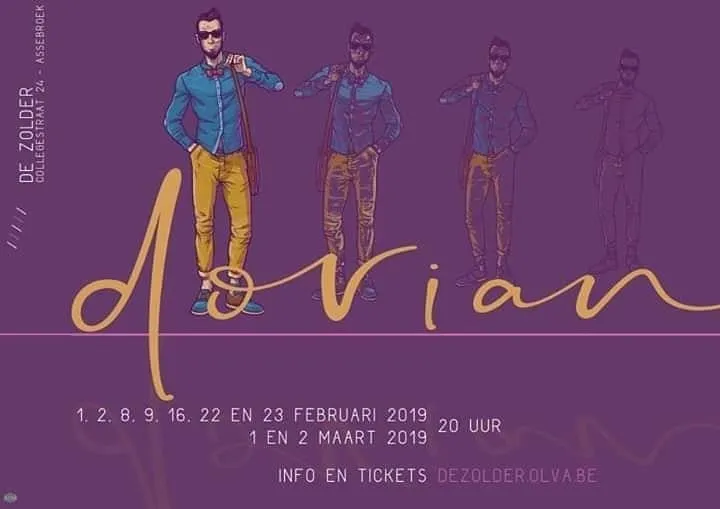 DE ZOLDER
COLLEGESTRAAT 24 - ASSEBROEK
/////
dorian
1, 2, 8, 9, 16, 22 EN 23 FEBRUARI 2019
1 EN 2 MAART 2019
20 UUR
INFO EN TICKETS DEZOLDER.OLVA.BE